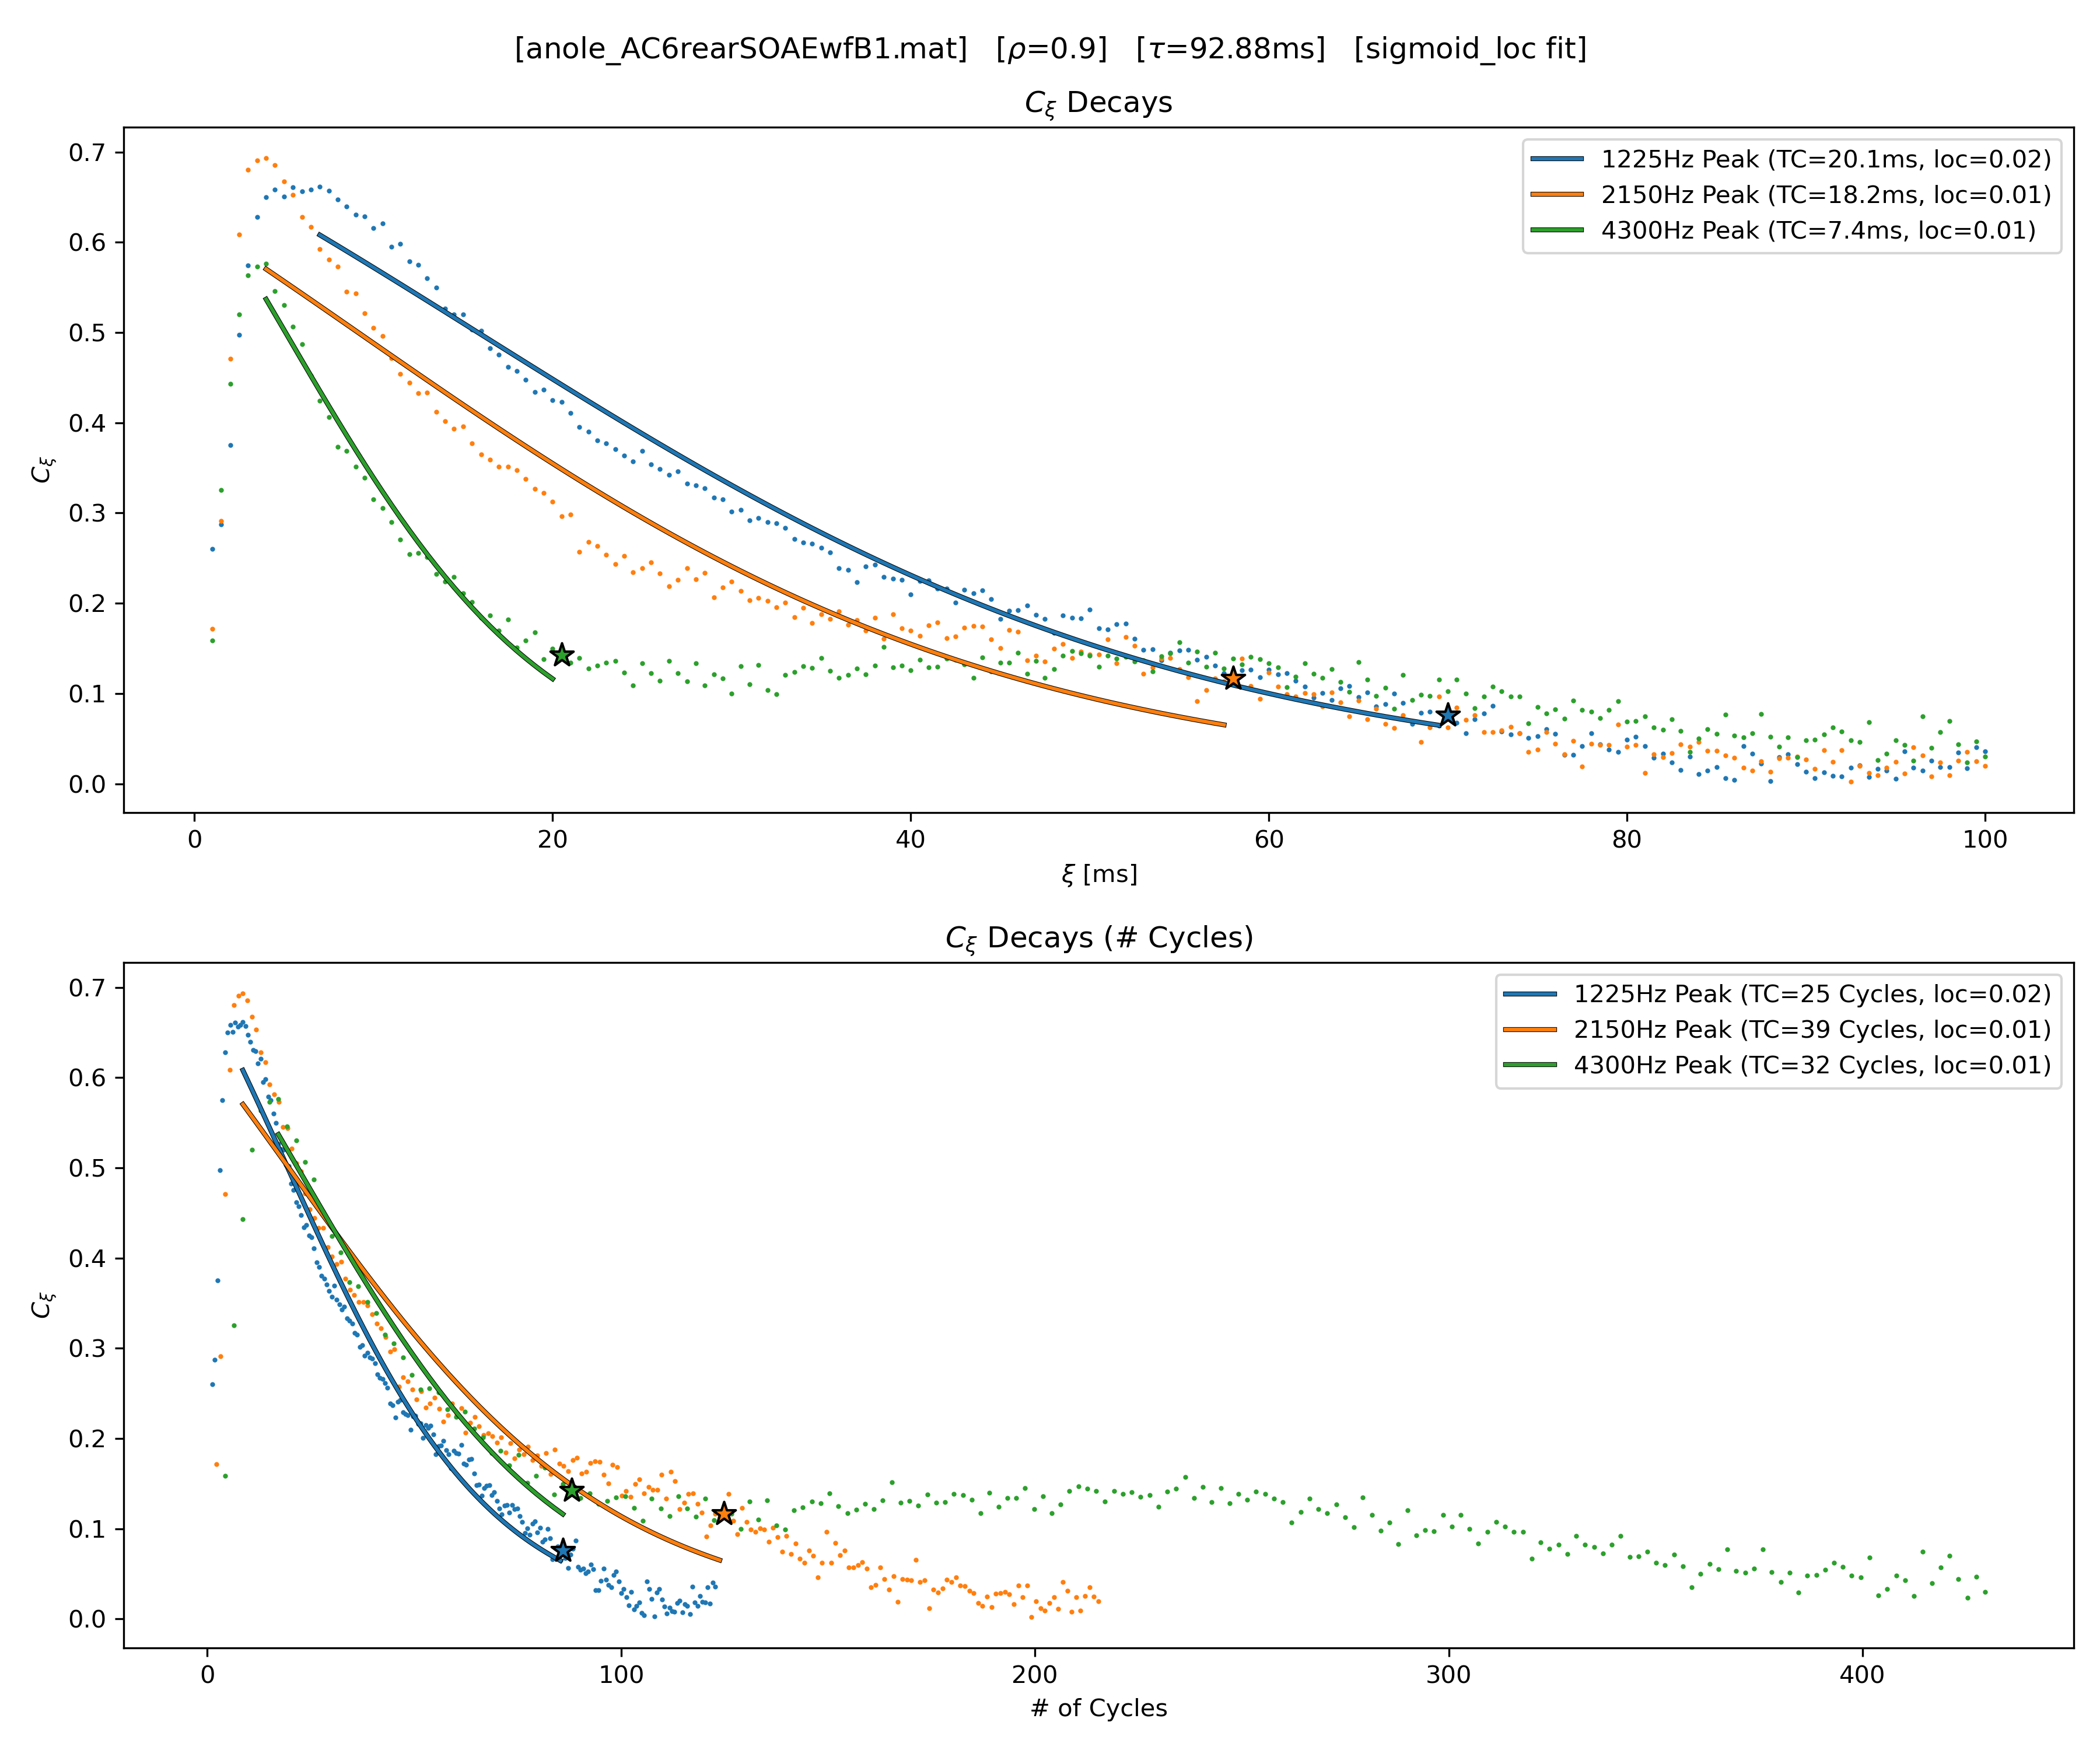 [anole_AC6rearSOAEwfB1.mat]   [ρ=0.9]   [τ=92.88ms]   [sigmoid_loc fit]
C_ξ Decays
0.7
0.6
0.5
0.4
0.3
0.2
0.1
0.0
C_ξ
1225Hz Peak (TC=20.1ms, loc=0.02)
2150Hz Peak (TC=18.2ms, loc=0.01)
4300Hz Peak (TC=7.4ms, loc=0.01)
0 20 40 60 80 100
ξ [ms]
C_ξ Decays (# Cycles)
0.7
0.6
0.5
0.4
0.3
0.2
0.1
0.0
C_ξ
1225Hz Peak (TC=25 Cycles, loc=0.02)
2150Hz Peak (TC=39 Cycles, loc=0.01)
4300Hz Peak (TC=32 Cycles, loc=0.01)
0 100 200 300 400
# of Cycles